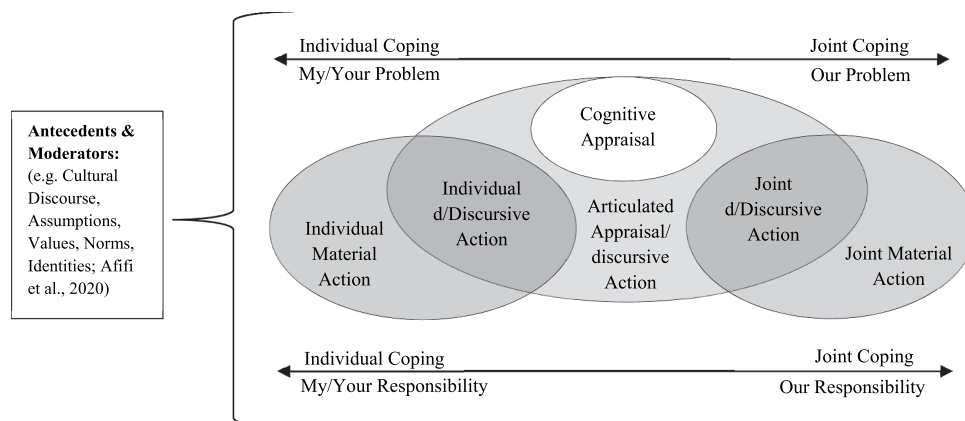 Individual Coping
Joint Coping
My/Your Problem
Our Problem
Antecedents &
Moderators:
(e.g. Cultural
Discourse,
Assumptions,
Values, Norms,
Identities; Afifi
et al., 2020)
Cognitive
Appraisal
Individual
d/Discursive
Action
Joint
d/Discursive
Action
Articulated
Appraisal/
discursive
Action
Individual
Material
Action
Joint Material
Action
Individual Coping
Joint Coping
My/Your Responsibility
Our Responsibility